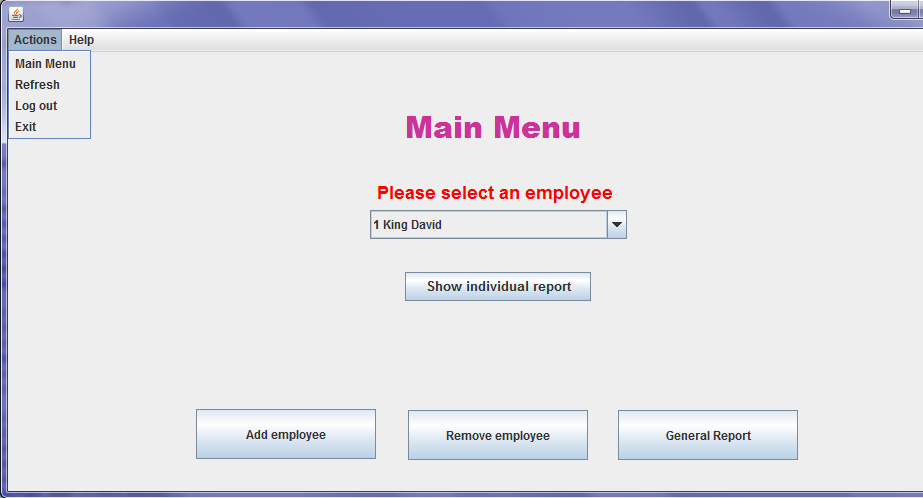 Actions Help
Main Menu
Refresh
Log out
Exit
Main Menu
Please select an employee
1 King David
Show individual report
Add employee Remove employee General Report